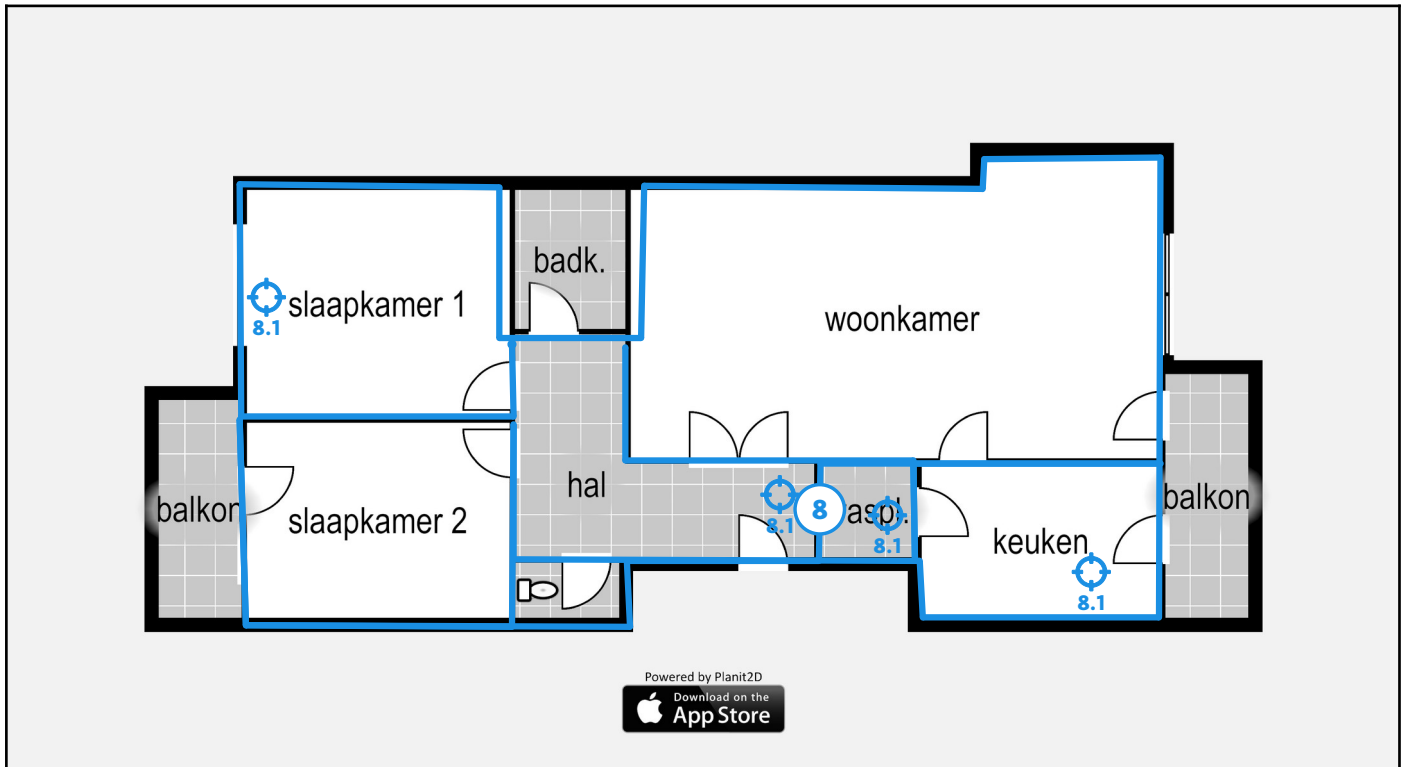 badk.
slaapkamer 1
8.1
woonkamer
hal
8.1
8
aspl.
8.1
balkon
slaapkamer 2
balkon
keuken
8.1
Powered by Planit2D
Download on the
App Store